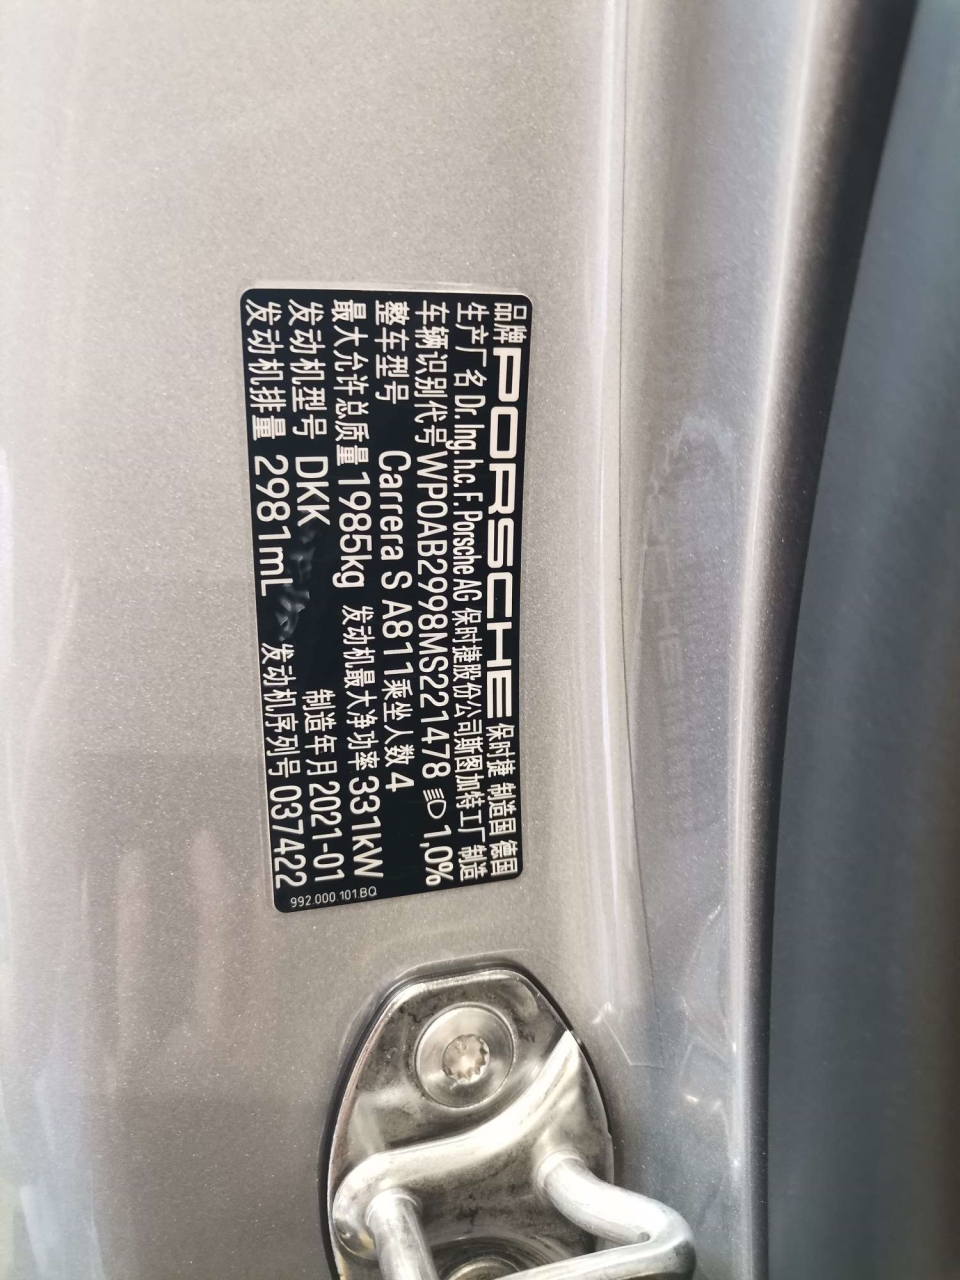 品牌 PORSCHE 保时捷 制造国 德国
生产厂名 Dr. Ing. h.c. F. Porsche AG 保时捷股份公司斯图加特工厂制造
车辆识别代号 WP0AB2998MS221478 1,0%
整车型号 Carrera S A811 乘坐人数 4
最大允许总质量 1985kg 发动机最大净功率 331kW
发动机型号 DKK 制造年月 2021-01
发动机排量 2981mL 发动机序列号 037422
992.000.101.BQ